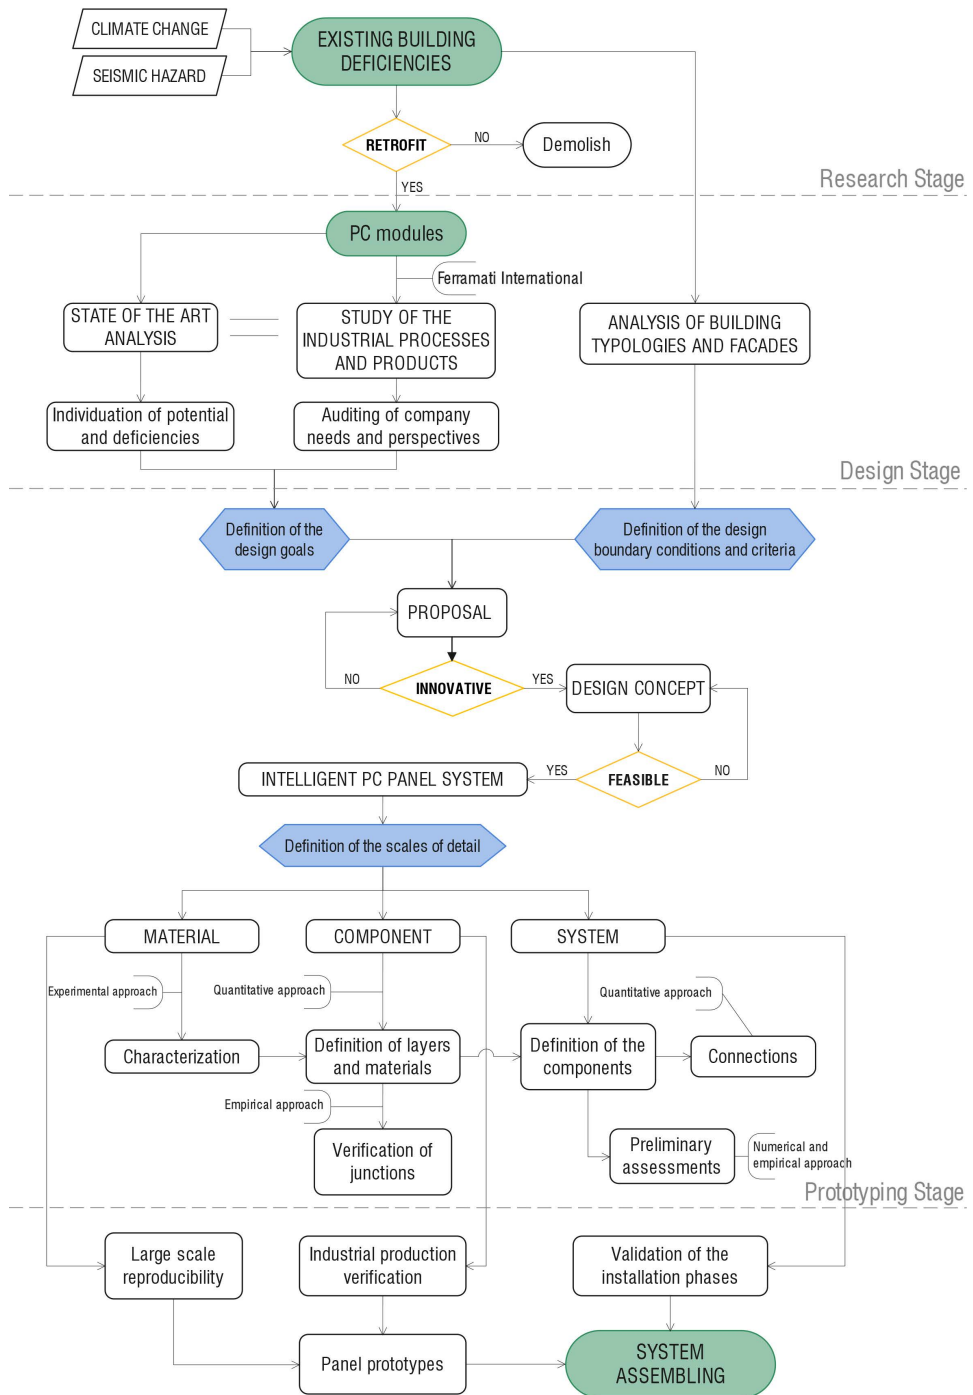 CLIMATE CHANGE
SEISMIC HAZARD
EXISTING BUILDING
DEFICIENCIES
RETROFIT
NO
Demolish
YES
Research Stage
PC modules
Ferramati International
STATE OF THE ART
ANALYSIS
STUDY OF THE
INDUSTRIAL PROCESSES
AND PRODUCTS
ANALYSIS OF BUILDING
TYPOLOGIES AND FACADES
Individuation of potential
and deficiencies
Auditing of company
needs and perspectives
Design Stage
Definition of the
design goals
Definition of the design
boundary conditions and criteria
PROPOSAL
NO
INNOVATIVE
YES
DESIGN CONCEPT
INTELLIGENT PC PANEL SYSTEM
YES
FEASIBLE
NO
Definition of the scales of detail
MATERIAL
COMPONENT
SYSTEM
Experimental approach
Quantitative approach
Quantitative approach
Characterization
Definition of layers
and materials
Definition of the
components
Connections
Empirical approach
Verification of
junctions
Preliminary
assessments
Numerical and
empirical approach
Prototyping Stage
Large scale
reproducibility
Industrial production
verification
Validation of the
installation phases
Panel prototypes
SYSTEM
ASSEMBLING